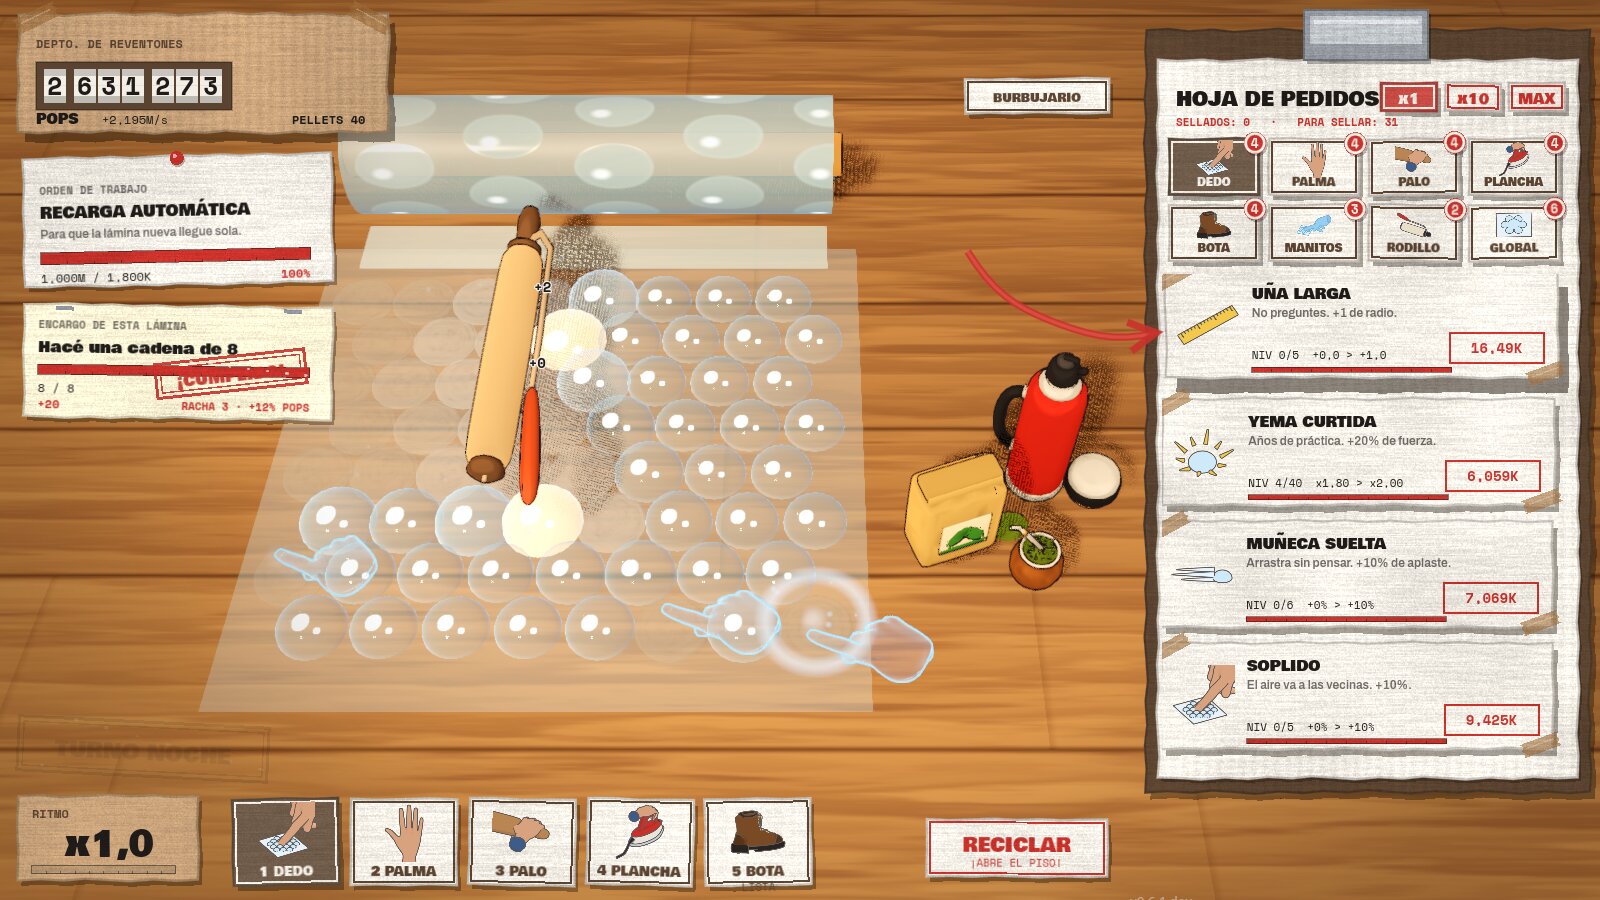 DEPTO. DE REVENTONES
2 631 273
POPS +2,195M/s PELLETS 40
ORDEN DE TRABAJO
RECARGA AUTOMÁTICA
Para que la lámina nueva llegue sola.
1,000M / 1,800K 100%
ENCARGO DE ESTA LÁMINA
Hacé una cadena de 8
8 / 8
+20 RACHA 3 · +12% POPS
+2
+0
BURBUJARIO
HOJA DE PEDIDOS x1 x10 MAX
SELLADOS: 0 · PARA SELLAR: 31
4 4 4 4
DEDO PALMA PALO PLANCHA
4 3 2 6
BOTA MANITOS RODILLO GLOBAL
UÑA LARGA
No preguntes. +1 de radio.
NIV 0/5 +0,0 > +1,0 16,49K
YEMA CURTIDA
Años de práctica. +20% de fuerza.
NIV 4/40 x1,80 > x2,00 6,059K
MUÑECA SUELTA
Arrastra sin pensar. +10% de aplaste.
NIV 0/6 +0% > +10% 7,069K
SOPLIDO
El aire va a las vecinas. +10%.
NIV 0/5 +0% > +10% 9,425K
TURNO NOCHE
RITMO
x1,0
1 DEDO 2 PALMA 3 PALO 4 PLANCHA 5 BOTA
LISTA
RECICLAR
¡ABRE EL PISO!